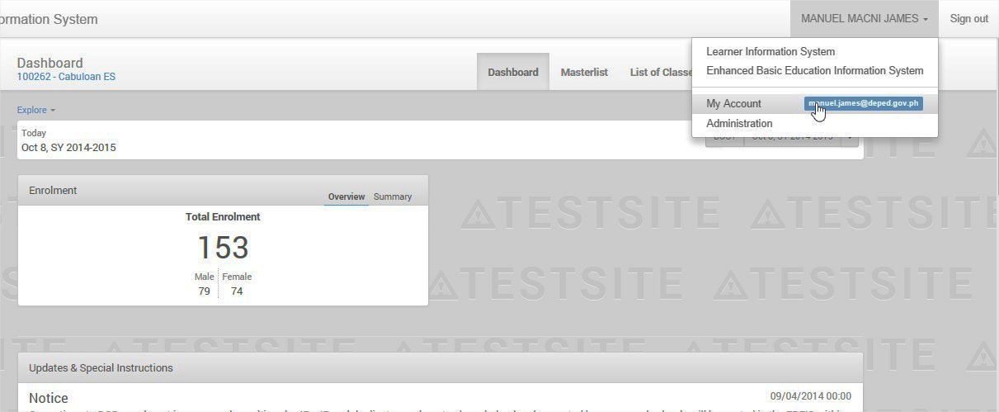 ormation System
MANUEL MACNI JAMES
Sign out
Dashboard
100262 - Cabuloan ES
Dashboard
Masterlist
List of Classe
Learner Information System
Enhanced Basic Education Information System
My Account
manuel.james@deped.gov.ph
Administration
Explore
Today
Oct 8, SY 2014-2015
Enrolment
Overview
Summary
Total Enrolment
153
Male
Female
79
74
TESTSITE
TESTSITE
TESTSITE
TESTSITE
Updates & Special Instructions
Notice
09/04/2014 00:00